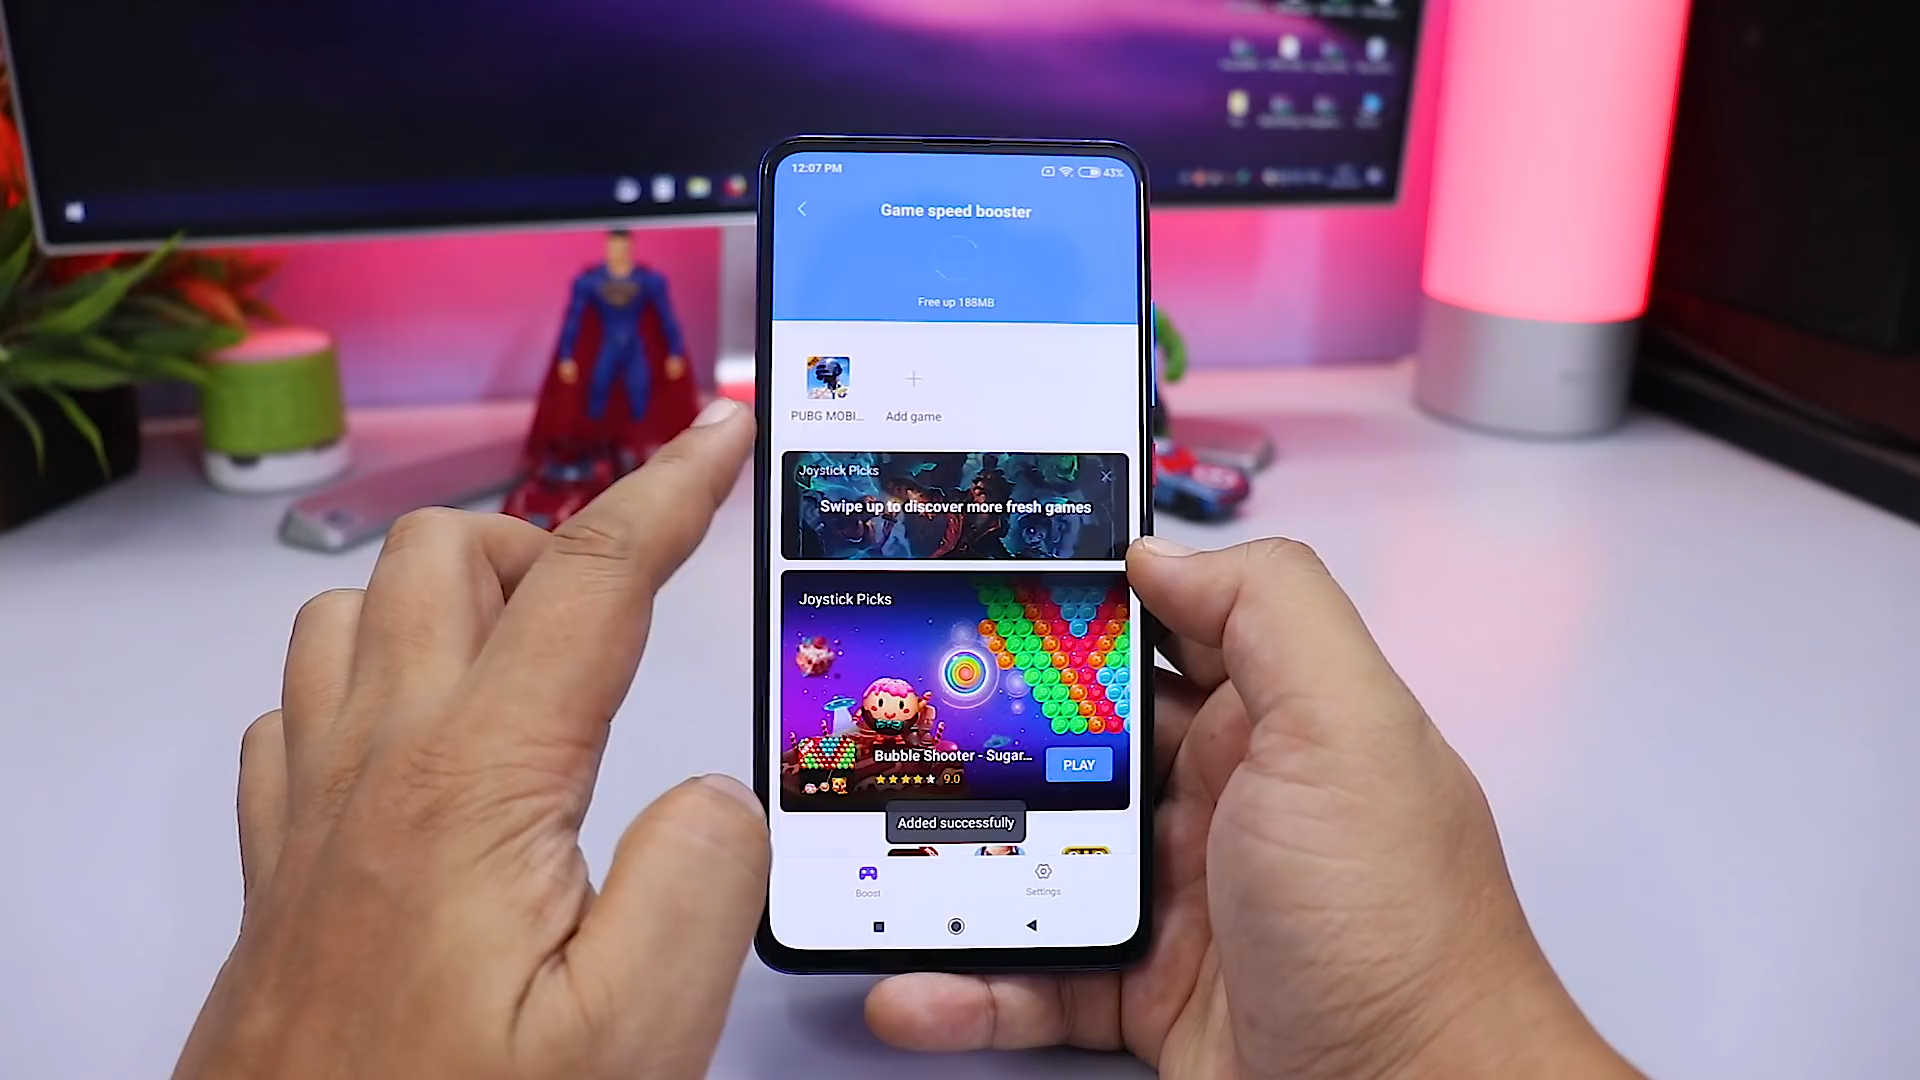 12:07 PM
43%
Game speed booster
Free up 188MB
PUBG MOBI...
Add game
Joystick Picks
Swipe up to discover more fresh games
Joystick Picks
Bubble Shooter - Sugar...
9.0
PLAY
Added successfully
Boost
Settings